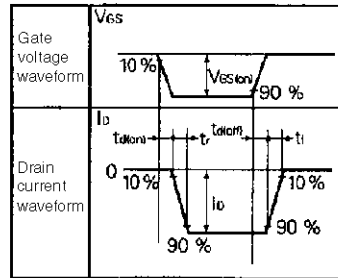 Gate
voltage
waveform
VGS
10 %
VGS(on)
90 %
Drain
current
waveform
ID
td(on)
tr
td(off)
tf
0
10 %
ID
10 %
90 %
90 %